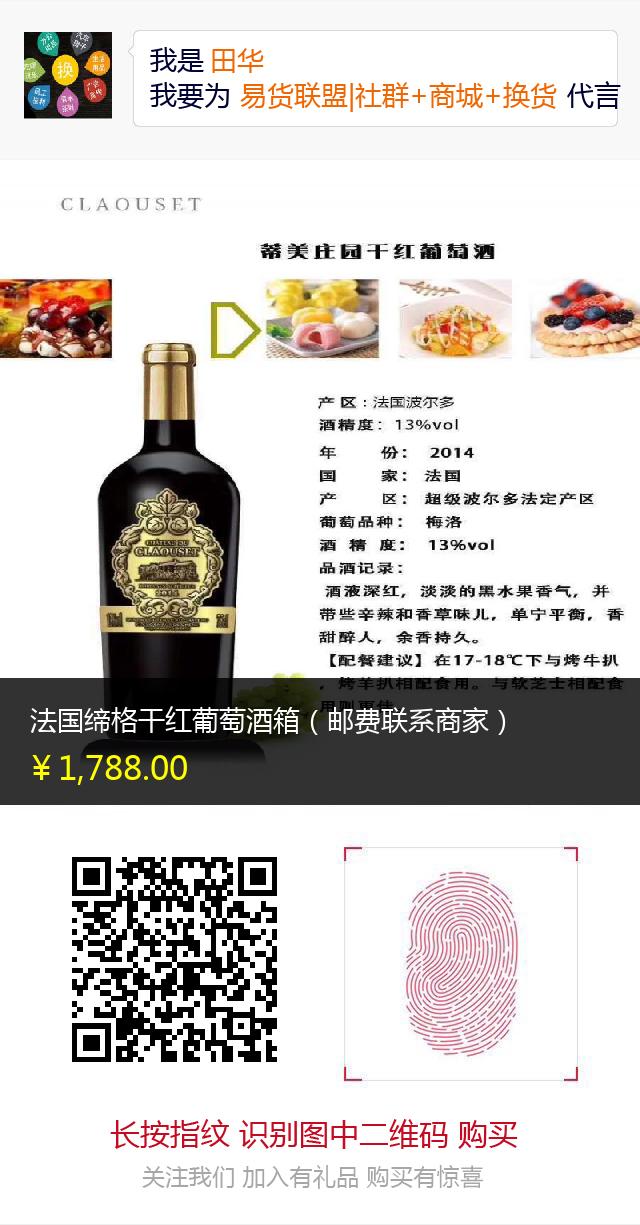 我是 田华
我要为 易货联盟|社群+商城+换货 代言
换
CLAOUSET
蒂美庄园干红葡萄酒
产 区：法国波尔多
酒精度：13%vol
年 份： 2014
国 家： 法国
产 区： 超级波尔多法定产区
葡萄品种： 梅洛
酒 精 度： 13%vol
品酒记录：
酒液深红，淡淡的黑水果香气，并
带些辛辣和香草味儿，单宁平衡，香
甜醉人，余香持久。
【配餐建议】在17-18℃下与烤牛扒
，烤羊扒相配食用。与软芝士相配食
用则更佳
CLAOUSET
法国缔格干红葡萄酒箱（邮费联系商家）
￥1,788.00
长按指纹 识别图中二维码 购买
关注我们 加入有礼品 购买有惊喜